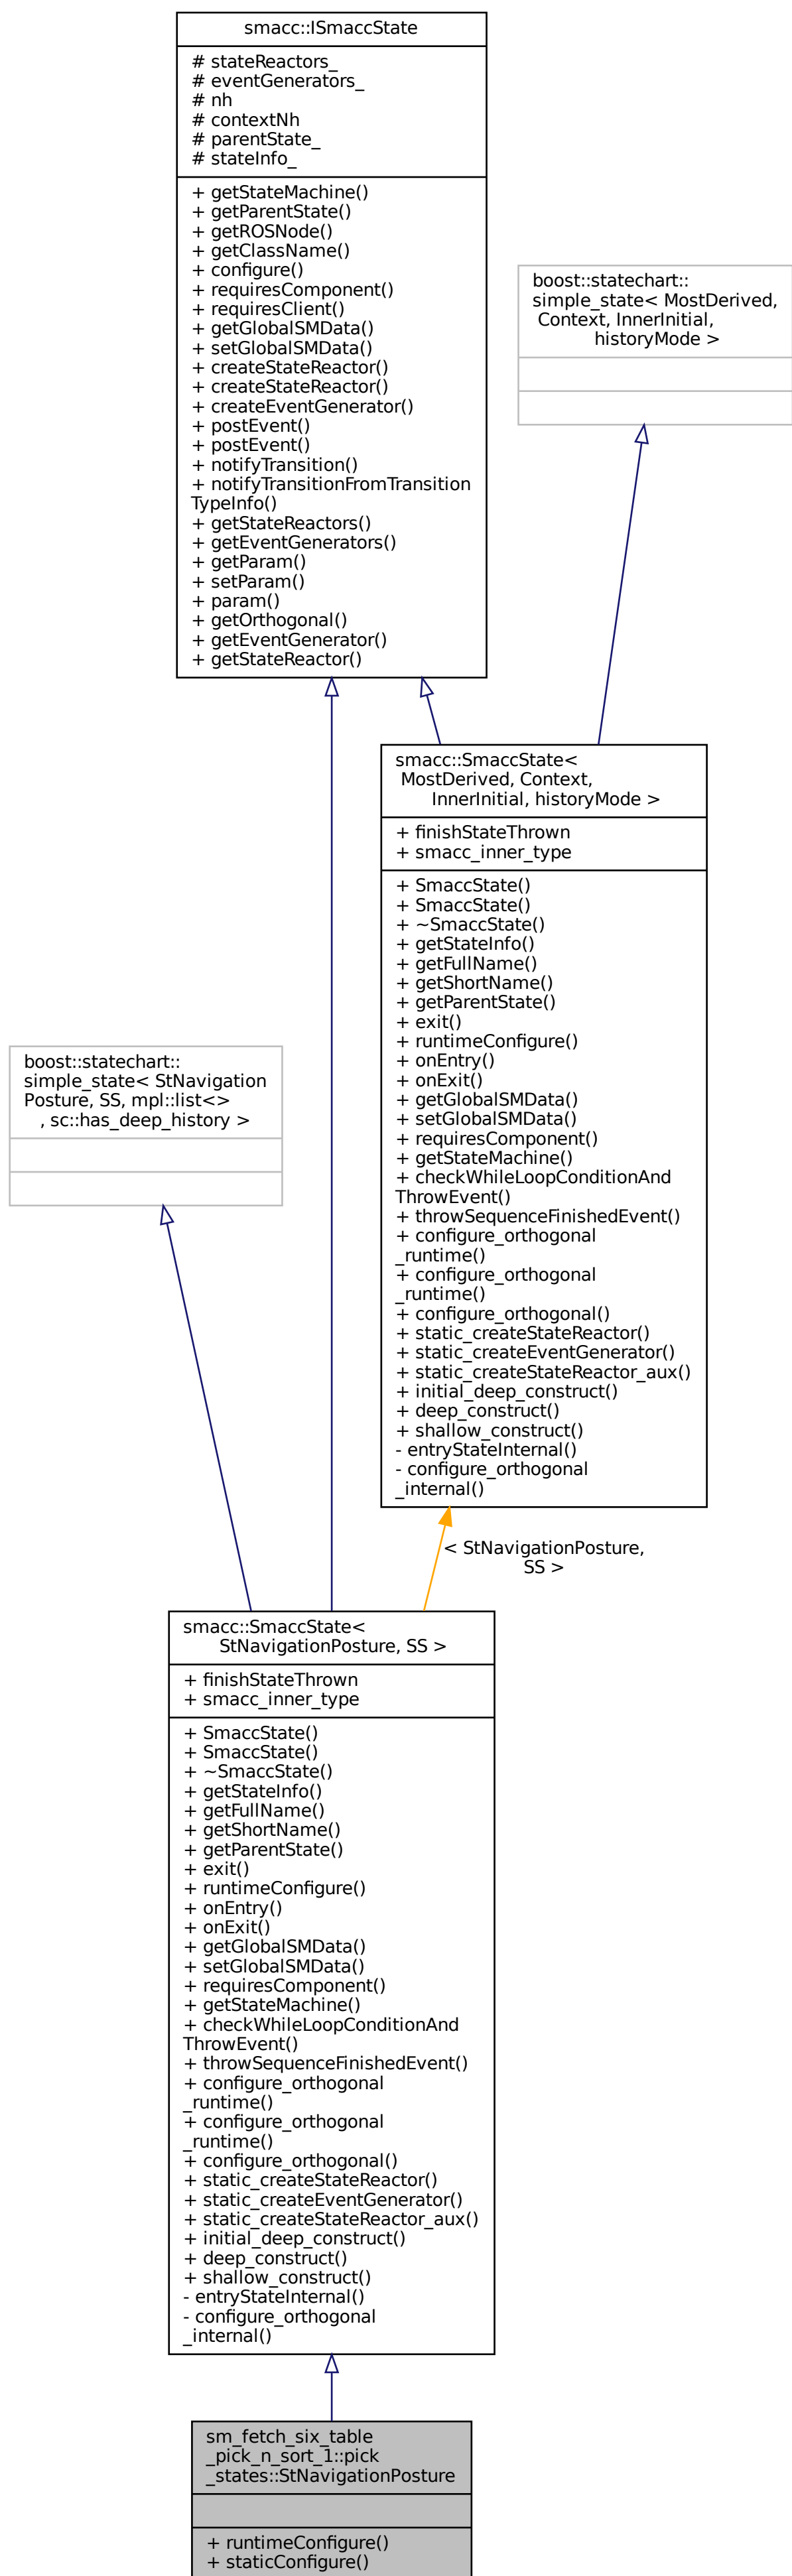 smacc::ISmaccState
# stateReactors_
# eventGenerators_
# nh
# contextNh
# parentState_
# stateInfo_
+ getStateMachine()
+ getParentState()
+ getROSNode()
+ getClassName()
+ configure()
+ requiresComponent()
+ requiresClient()
+ getGlobalSMData()
+ setGlobalSMData()
+ createStateReactor()
+ createStateReactor()
+ createEventGenerator()
+ postEvent()
+ postEvent()
+ notifyTransition()
+ notifyTransitionFromTransition
TypeInfo()
+ getStateReactors()
+ getEventGenerators()
+ getParam()
+ setParam()
+ param()
+ getOrthogonal()
+ getEventGenerator()
+ getStateReactor()
boost::statechart::
simple_state< MostDerived,
Context, InnerInitial,
historyMode >
smacc::SmaccState<
MostDerived, Context,
InnerInitial, historyMode >
+ finishStateThrown
+ smacc_inner_type
+ SmaccState()
+ SmaccState()
+ ~SmaccState()
+ getStateInfo()
+ getFullName()
+ getShortName()
+ getParentState()
+ exit()
+ runtimeConfigure()
+ onEntry()
+ onExit()
+ getGlobalSMData()
+ setGlobalSMData()
+ requiresComponent()
+ getStateMachine()
+ checkWhileLoopConditionAnd
ThrowEvent()
+ throwSequenceFinishedEvent()
+ configure_orthogonal
_runtime()
+ configure_orthogonal
_runtime()
+ configure_orthogonal()
+ static_createStateReactor()
+ static_createEventGenerator()
+ static_createStateReactor_aux()
+ initial_deep_construct()
+ deep_construct()
+ shallow_construct()
- entryStateInternal()
- configure_orthogonal
_internal()
boost::statechart::
simple_state< StNavigation
Posture, SS, mpl::list<>
, sc::has_deep_history >
< StNavigationPosture,
SS >
smacc::SmaccState<
StNavigationPosture, SS >
+ finishStateThrown
+ smacc_inner_type
+ SmaccState()
+ SmaccState()
+ ~SmaccState()
+ getStateInfo()
+ getFullName()
+ getShortName()
+ getParentState()
+ exit()
+ runtimeConfigure()
+ onEntry()
+ onExit()
+ getGlobalSMData()
+ setGlobalSMData()
+ requiresComponent()
+ getStateMachine()
+ checkWhileLoopConditionAnd
ThrowEvent()
+ throwSequenceFinishedEvent()
+ configure_orthogonal
_runtime()
+ configure_orthogonal
_runtime()
+ configure_orthogonal()
+ static_createStateReactor()
+ static_createEventGenerator()
+ static_createStateReactor_aux()
+ initial_deep_construct()
+ deep_construct()
+ shallow_construct()
- entryStateInternal()
- configure_orthogonal
_internal()
sm_fetch_six_table
_pick_n_sort_1::pick
_states::StNavigationPosture
+ runtimeConfigure()
+ staticConfigure()